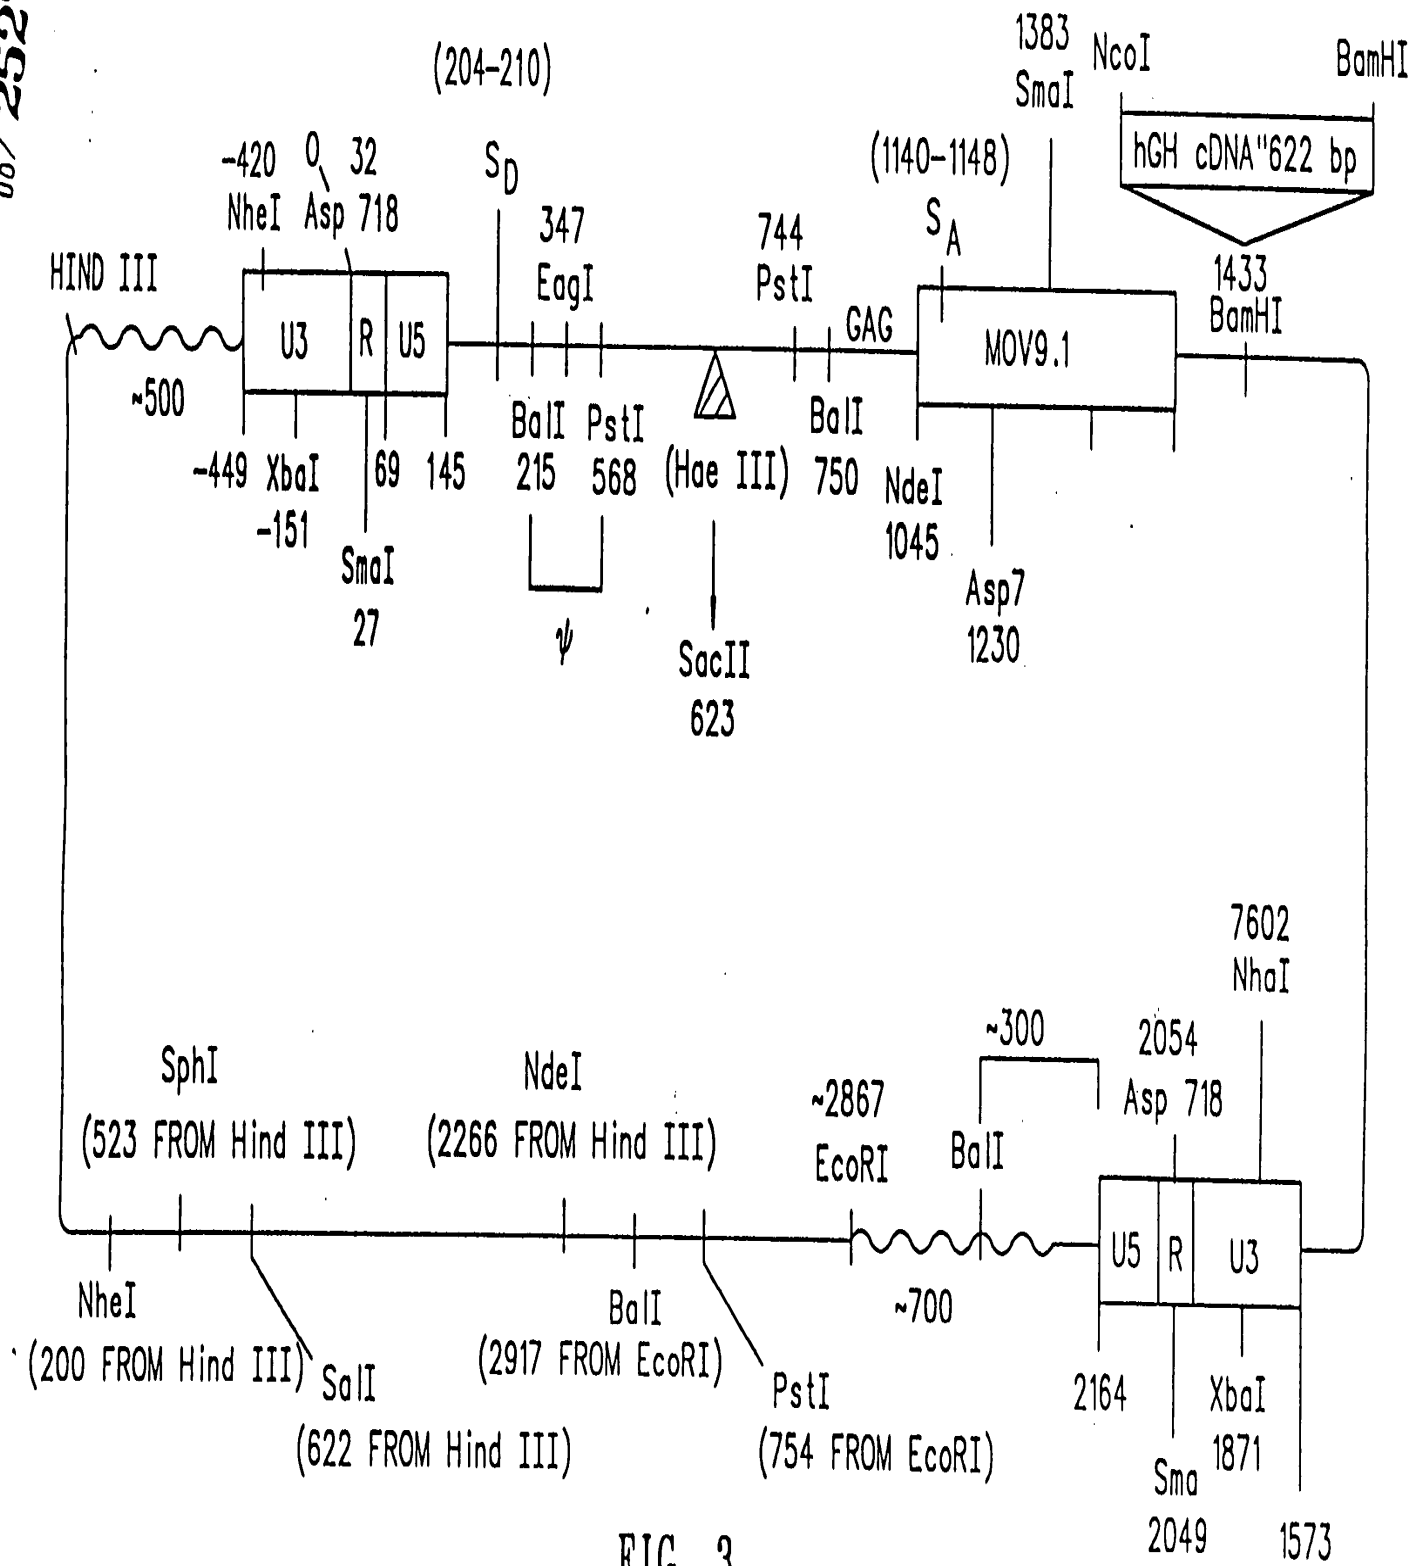 252
007
(204-210)
1383
SmaI
NcoI
BamHI
hGH cDNA"622 bp
(1140-1148)
-420 0 32
NheI Asp 718
S D
347
EagI
744
PstI
S A
1433
BamHI
HIND III
U3 R U5
GAG
MOV9.1
~500
BalI PstI
215 568
(Hae III)
BalI
750
NdeI
1045
-449 XbaI 69 145
-151
SmaI
27
ψ
SacII
623
Asp7
1230
7602
NhaI
~300
2054
Asp 718
SphI
(523 FROM Hind III)
NdeI
(2266 FROM Hind III)
~2867
EcoRI
BalI
U5 R U3
NheI
(200 FROM Hind III)
SalI
(622 FROM Hind III)
BalI
(2917 FROM EcoRI)
PstI
(754 FROM EcoRI)
~700
2164
XbaI
1871
Sma
2049
1573
FIG. 3